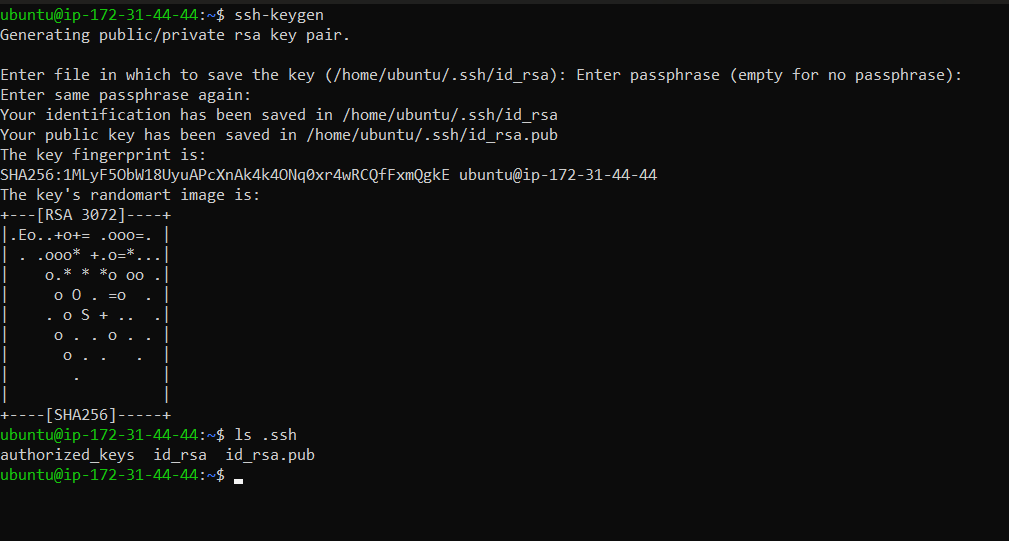 ubuntu@ip-172-31-44-44:~$ ssh-keygen
Generating public/private rsa key pair.
Enter file in which to save the key (/home/ubuntu/.ssh/id_rsa): Enter passphrase (empty for no passphrase):
Enter same passphrase again:
Your identification has been saved in /home/ubuntu/.ssh/id_rsa
Your public key has been saved in /home/ubuntu/.ssh/id_rsa.pub
The key fingerprint is:
SHA256:1MLyF5ObW18UyuAPcXnAk4k4ONq0xr4wRCQfFxmQgkE ubuntu@ip-172-31-44-44
The key's randomart image is:
+---[RSA 3072]----+
|.Eo..+o+= .ooo=. |
| . .ooo* +.o=*...|
|    o.* * *o oo .|
|     o O . =o  . |
|    . o S + ..  .|
|     o . . o . . |
|      o . .   .  |
|       .         |
|                 |
+----[SHA256]-----+
ubuntu@ip-172-31-44-44:~$ ls .ssh
authorized_keys  id_rsa  id_rsa.pub
ubuntu@ip-172-31-44-44:~$